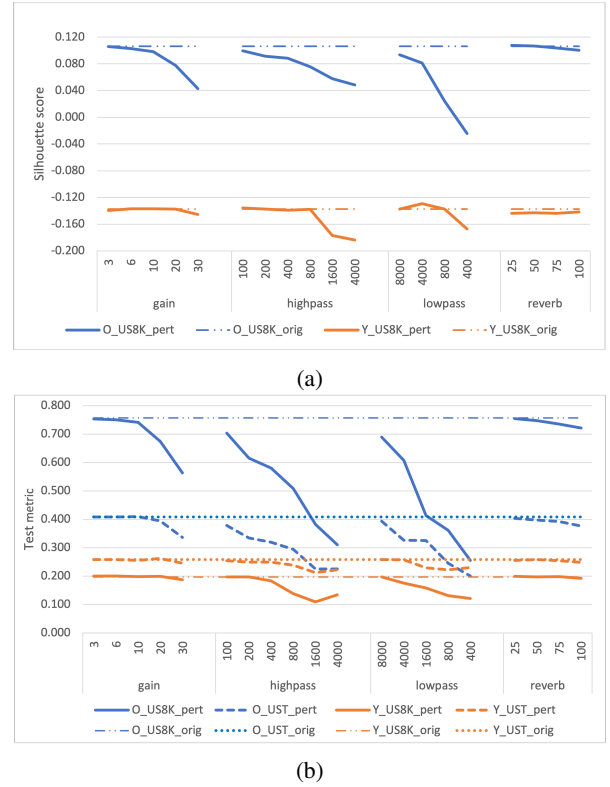 0.120
0.080
0.040
0.000
-0.040
-0.080
-0.120
-0.160
-0.200
Silhouette score
3 6 10 20 30 100 200 400 800 1600 4000 8000 4000 800 400 25 50 75 100
gain highpass lowpass reverb
O_US8K_pert O_US8K_orig Y_US8K_pert Y_US8K_orig
(a)
0.800
0.700
0.600
0.500
0.400
0.300
0.200
0.100
0.000
Test metric
3 6 10 20 30 100 200 400 800 1600 4000 8000 4000 1600 800 400 25 50 75 100
gain highpass lowpass reverb
O_US8K_pert O_UST_pert Y_US8K_pert Y_UST_pert
O_US8K_orig O_UST_orig Y_US8K_orig Y_UST_orig
(b)